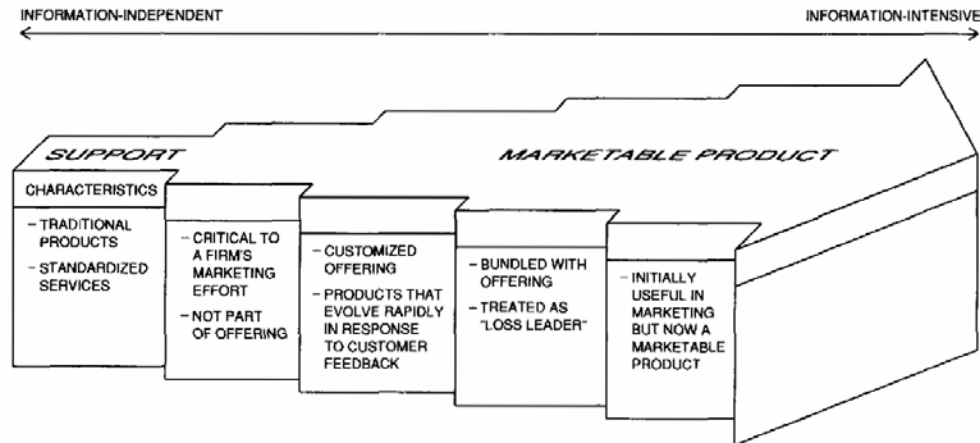 INFORMATION-INDEPENDENT
INFORMATION-INTENSIVE
SUPPORT
MARKETABLE PRODUCT
CHARACTERISTICS
– TRADITIONAL
PRODUCTS
– STANDARDIZED
SERVICES
– CRITICAL TO
A FIRM'S
MARKETING
EFFORT
– NOT PART
OF OFFERING
– CUSTOMIZED
OFFERING
– PRODUCTS THAT
EVOLVE RAPIDLY
IN RESPONSE
TO CUSTOMER
FEEDBACK
– BUNDLED WITH
OFFERING
– TREATED AS
"LOSS LEADER"
– INITIALLY
USEFUL IN
MARKETING
BUT NOW A
MARKETABLE
PRODUCT